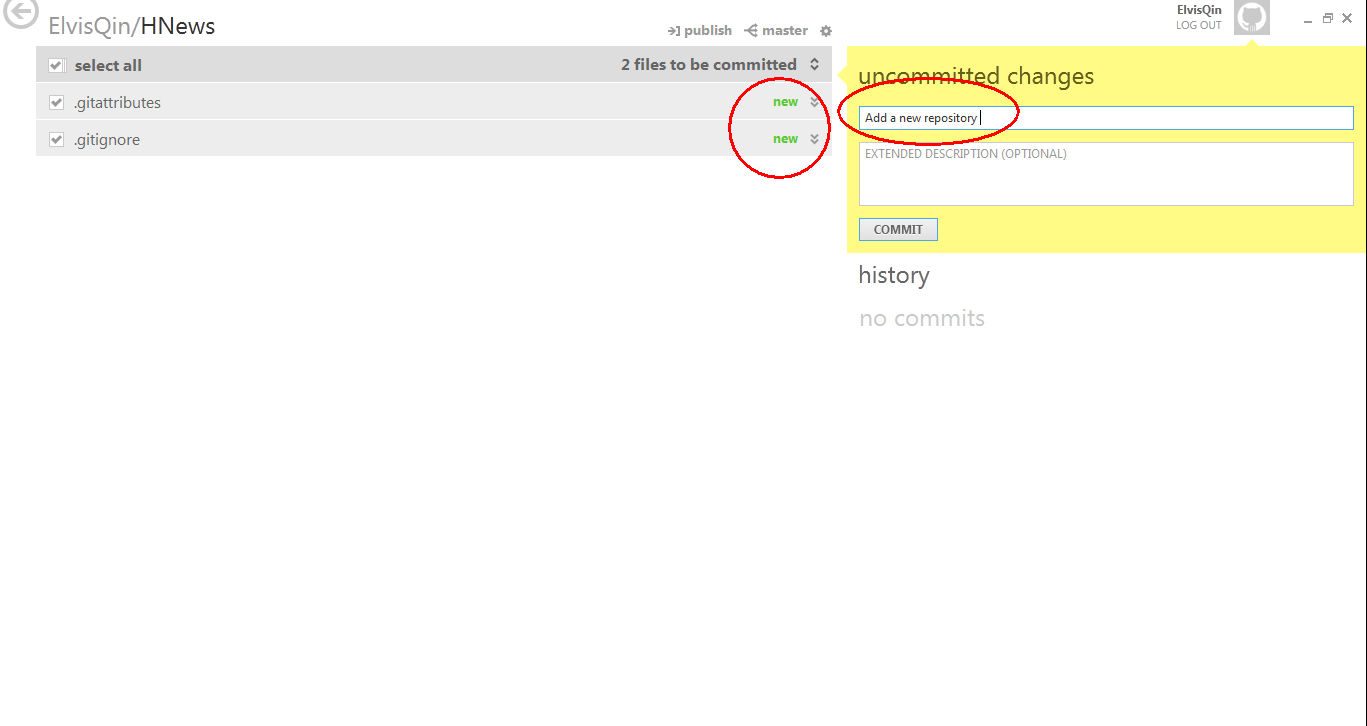 ElvisQin/HNews
publish master
ElvisQin
LOG OUT
select all 2 files to be committed
.gitattributes new
.gitignore new
uncommitted changes
Add a new repository
EXTENDED DESCRIPTION (OPTIONAL)
COMMIT
history
no commits